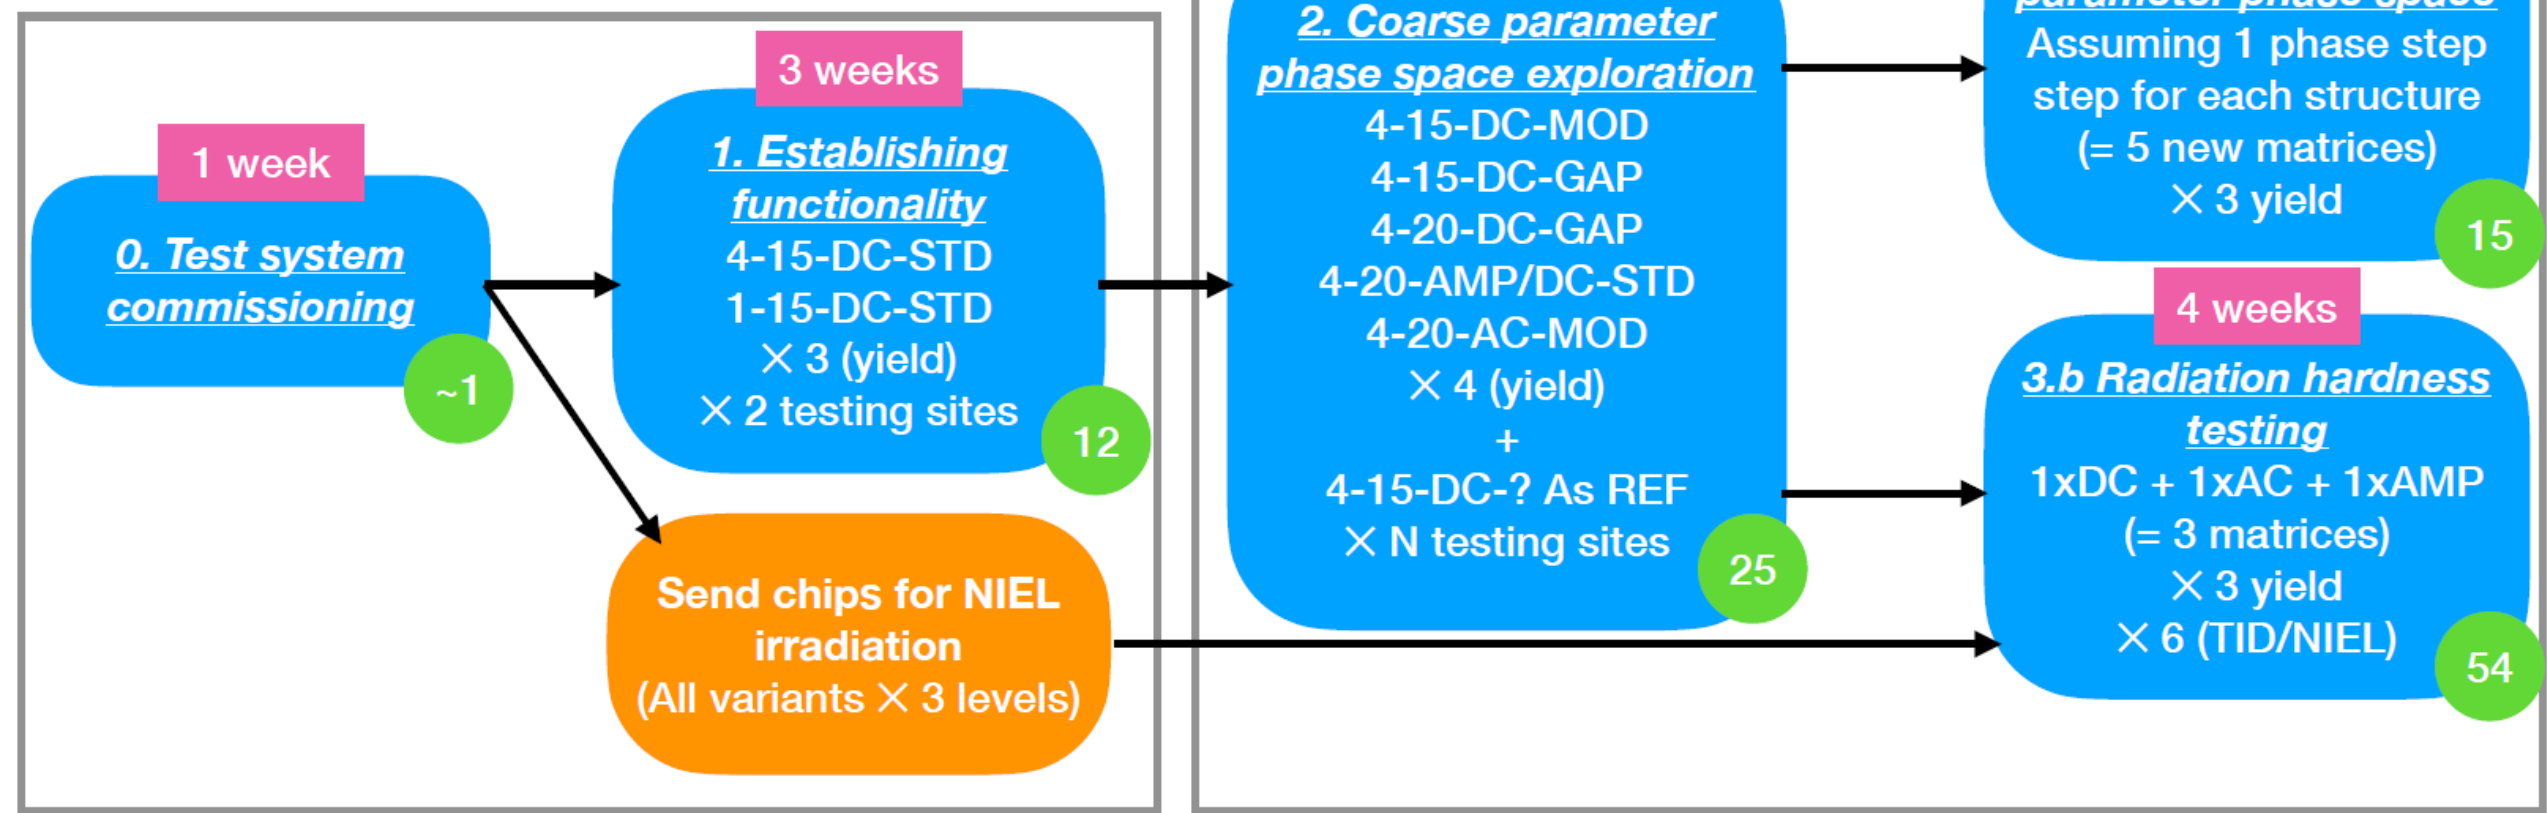 1 week
0. Test system
commissioning
~1
3 weeks
1. Establishing
functionality
4-15-DC-STD
1-15-DC-STD
× 3 (yield)
× 2 testing sites
12
Send chips for NIEL
irradiation
(All variants × 3 levels)
2. Coarse parameter
phase space exploration
4-15-DC-MOD
4-15-DC-GAP
4-20-DC-GAP
4-20-AMP/DC-STD
4-20-AC-MOD
× 4 (yield)
+
4-15-DC-? As REF
× N testing sites
25
parameter phase space
Assuming 1 phase step
step for each structure
(= 5 new matrices)
× 3 yield
15
4 weeks
3.b Radiation hardness
testing
1xDC + 1xAC + 1xAMP
(= 3 matrices)
× 3 yield
× 6 (TID/NIEL)
54